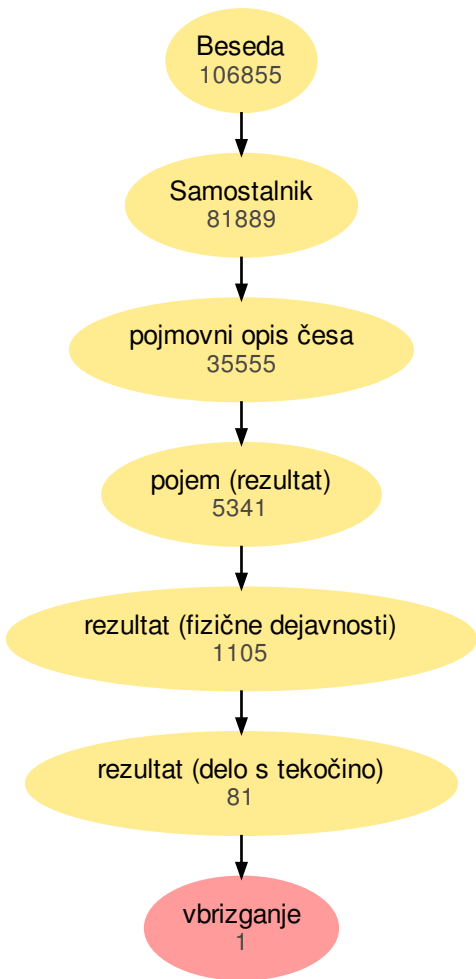 Beseda
106855
Samostalnik
81889
pojmovni opis česa
35555
pojem (rezultat)
5341
rezultat (fizične dejavnosti)
1105
rezultat (delo s tekočino)
81
vbrizganje
1